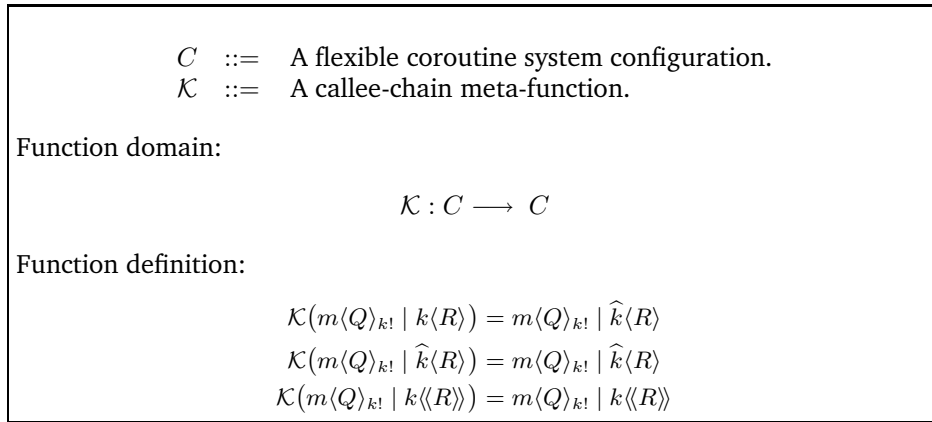 C ::= A flexible coroutine system configuration.
𝒦 ::= A callee-chain meta-function.
Function domain:
𝒦 : C ⟶ C
Function definition:
𝒦(m⟨Q⟩ₖ! | k⟨R⟩) = m⟨Q⟩ₖ! | k̂⟨R⟩
𝒦(m⟨Q⟩ₖ! | k̂⟨R⟩) = m⟨Q⟩ₖ! | k̂⟨R⟩
𝒦(m⟨Q⟩ₖ! | k⟪R⟫) = m⟨Q⟩ₖ! | k⟪R⟫